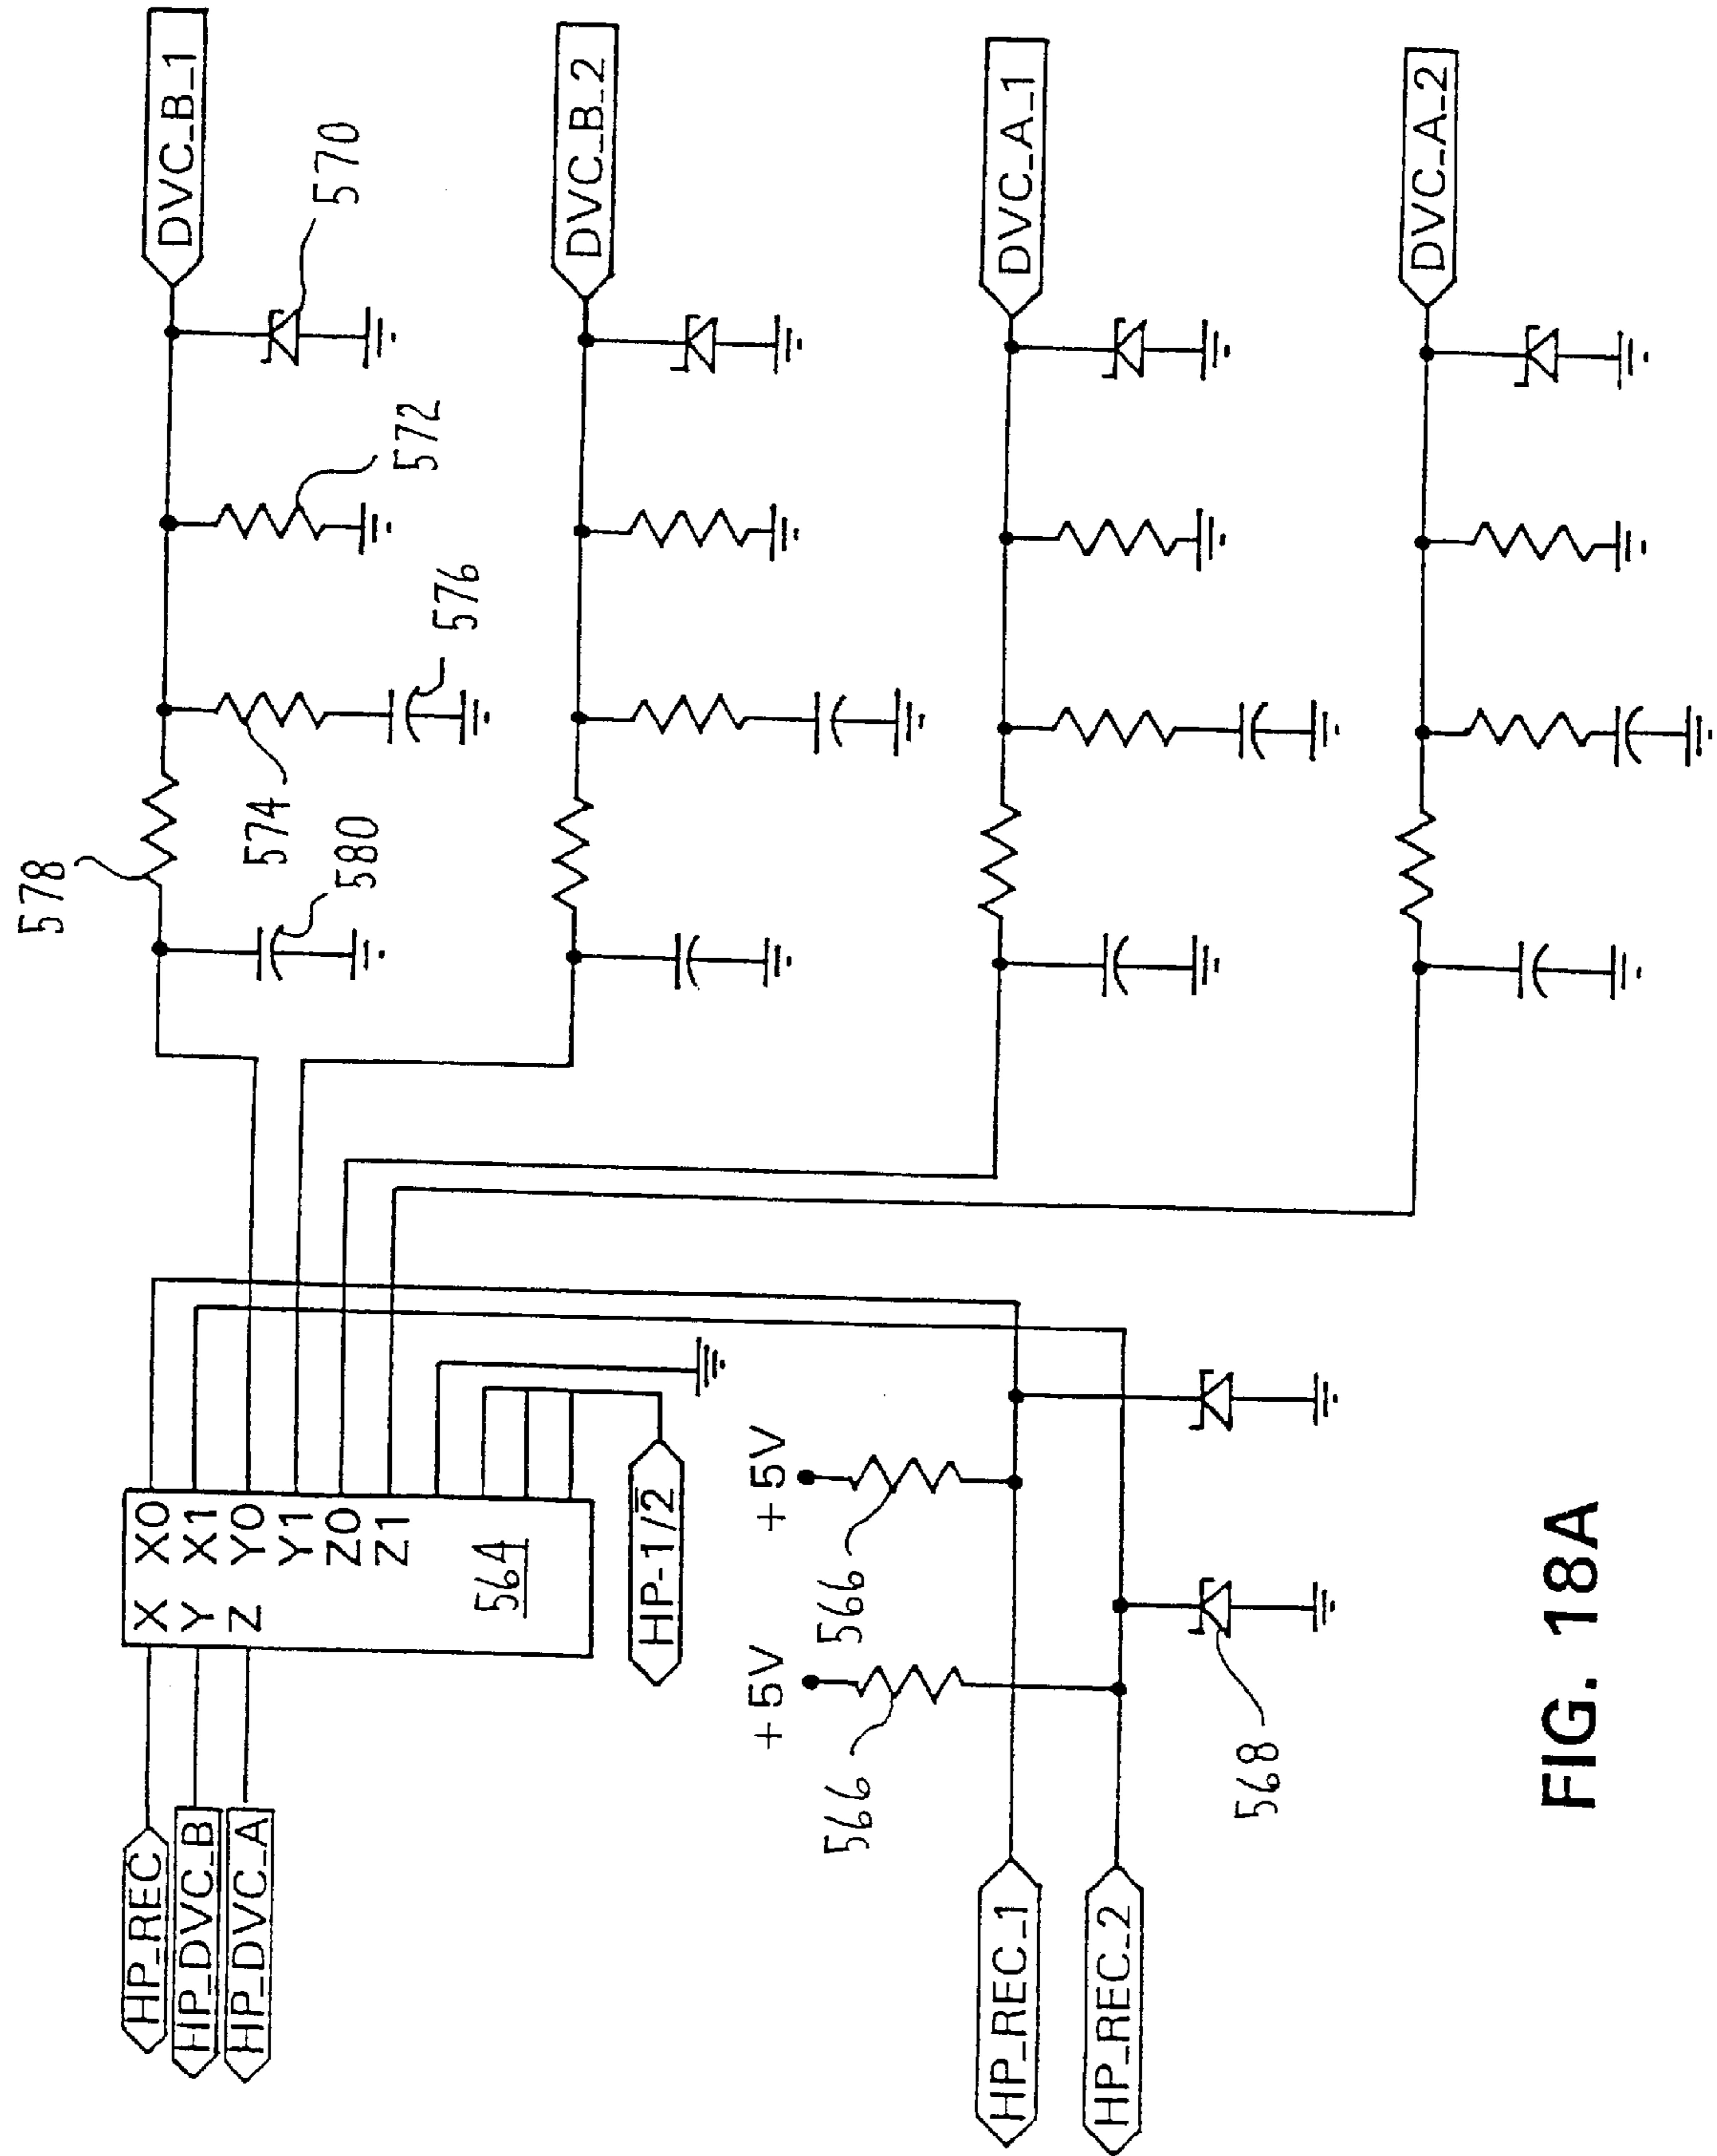 DVC_B_1
570
572
576
574
578
580
DVC_B_2
DVC_A_1
DVC_A_2
X X0
Y X1
Z Y0
Y1
Z0
Z1
564
HP_REC
HP_DVC_B
HP_DVC_A
HP-1/2̅
+5V
566
+5V
566
568
HP_REC_1
HP_REC_2
FIG. 18A